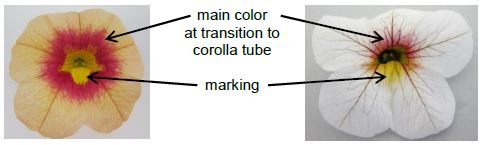 main color
at transition to
corolla tube
marking